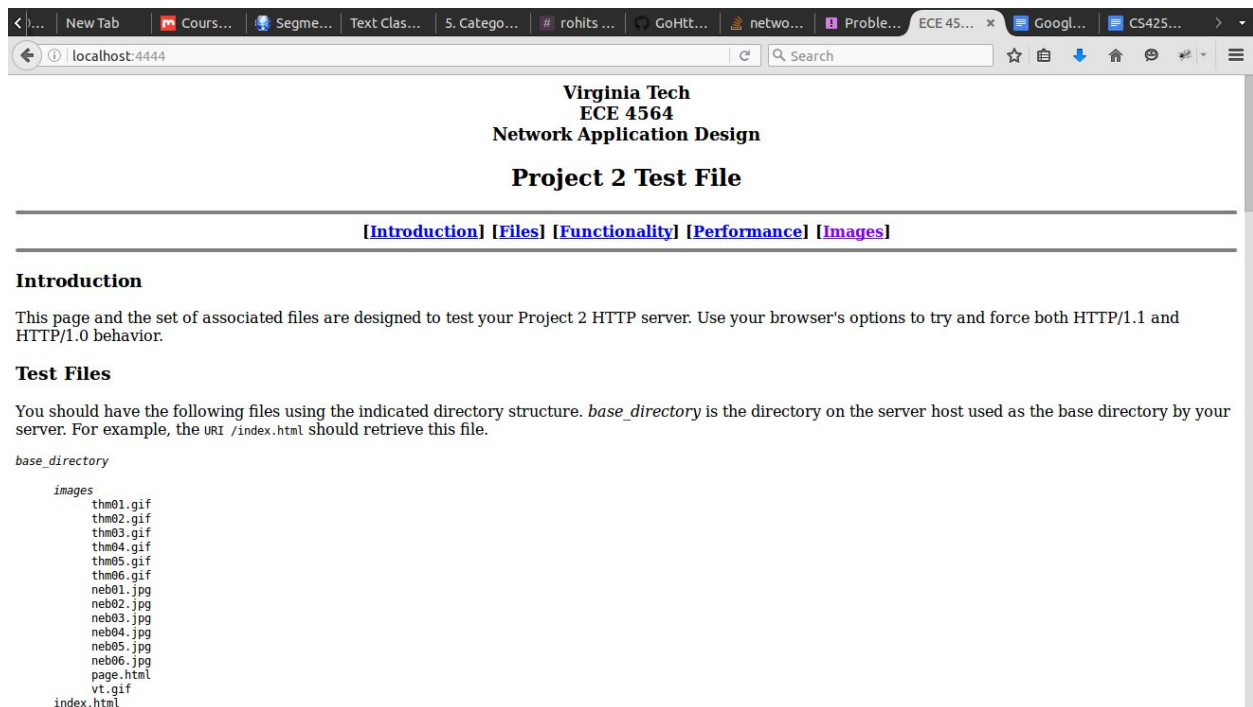 )... New Tab Cours... Segme... Text Clas... 5. Catego... # rohits ... GoHtt... netwo... Proble... ECE 45... × Googl... CS425...
localhost:4444 Search
Virginia Tech
ECE 4564
Network Application Design
Project 2 Test File
[Introduction] [Files] [Functionality] [Performance] [Images]
Introduction
This page and the set of associated files are designed to test your Project 2 HTTP server. Use your browser's options to try and force both HTTP/1.1 and
HTTP/1.0 behavior.
Test Files
You should have the following files using the indicated directory structure. base_directory is the directory on the server host used as the base directory by your
server. For example, the URI /index.html should retrieve this file.
base_directory
images
thm01.gif
thm02.gif
thm03.gif
thm04.gif
thm05.gif
thm06.gif
neb01.jpg
neb02.jpg
neb03.jpg
neb04.jpg
neb05.jpg
neb06.jpg
page.html
vt.gif
index.html